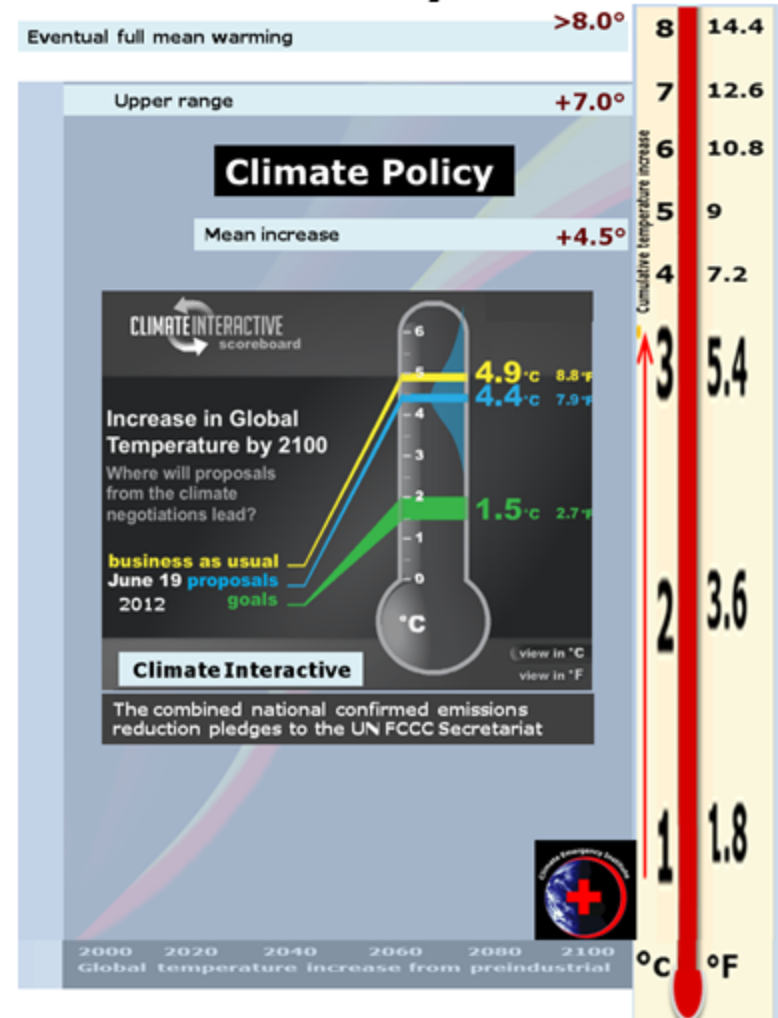 Eventual full mean warming >8.0°
Upper range +7.0°
Climate Policy
Mean increase +4.5°
CLIMATE INTERACTIVE
scoreboard
Increase in Global
Temperature by 2100
Where will proposals
from the climate
negotiations lead?
business as usual
June 19 proposals
2012 goals
6
5
4
3
2
1
0
°C
4.9°C 8.8°F
4.4°C 7.9°F
1.5°C 2.7°F
view in °C
view in °F
Climate Interactive
The combined national confirmed emissions
reduction pledges to the UN FCCC Secretariat
Climate Emergency Institute
2000 2020 2040 2060 2080 2100
Global temperature increase from preindustrial
Cumulative temperature increase
8 14.4
7 12.6
6 10.8
5 9
4 7.2
3 5.4
2 3.6
1 1.8
°C °F